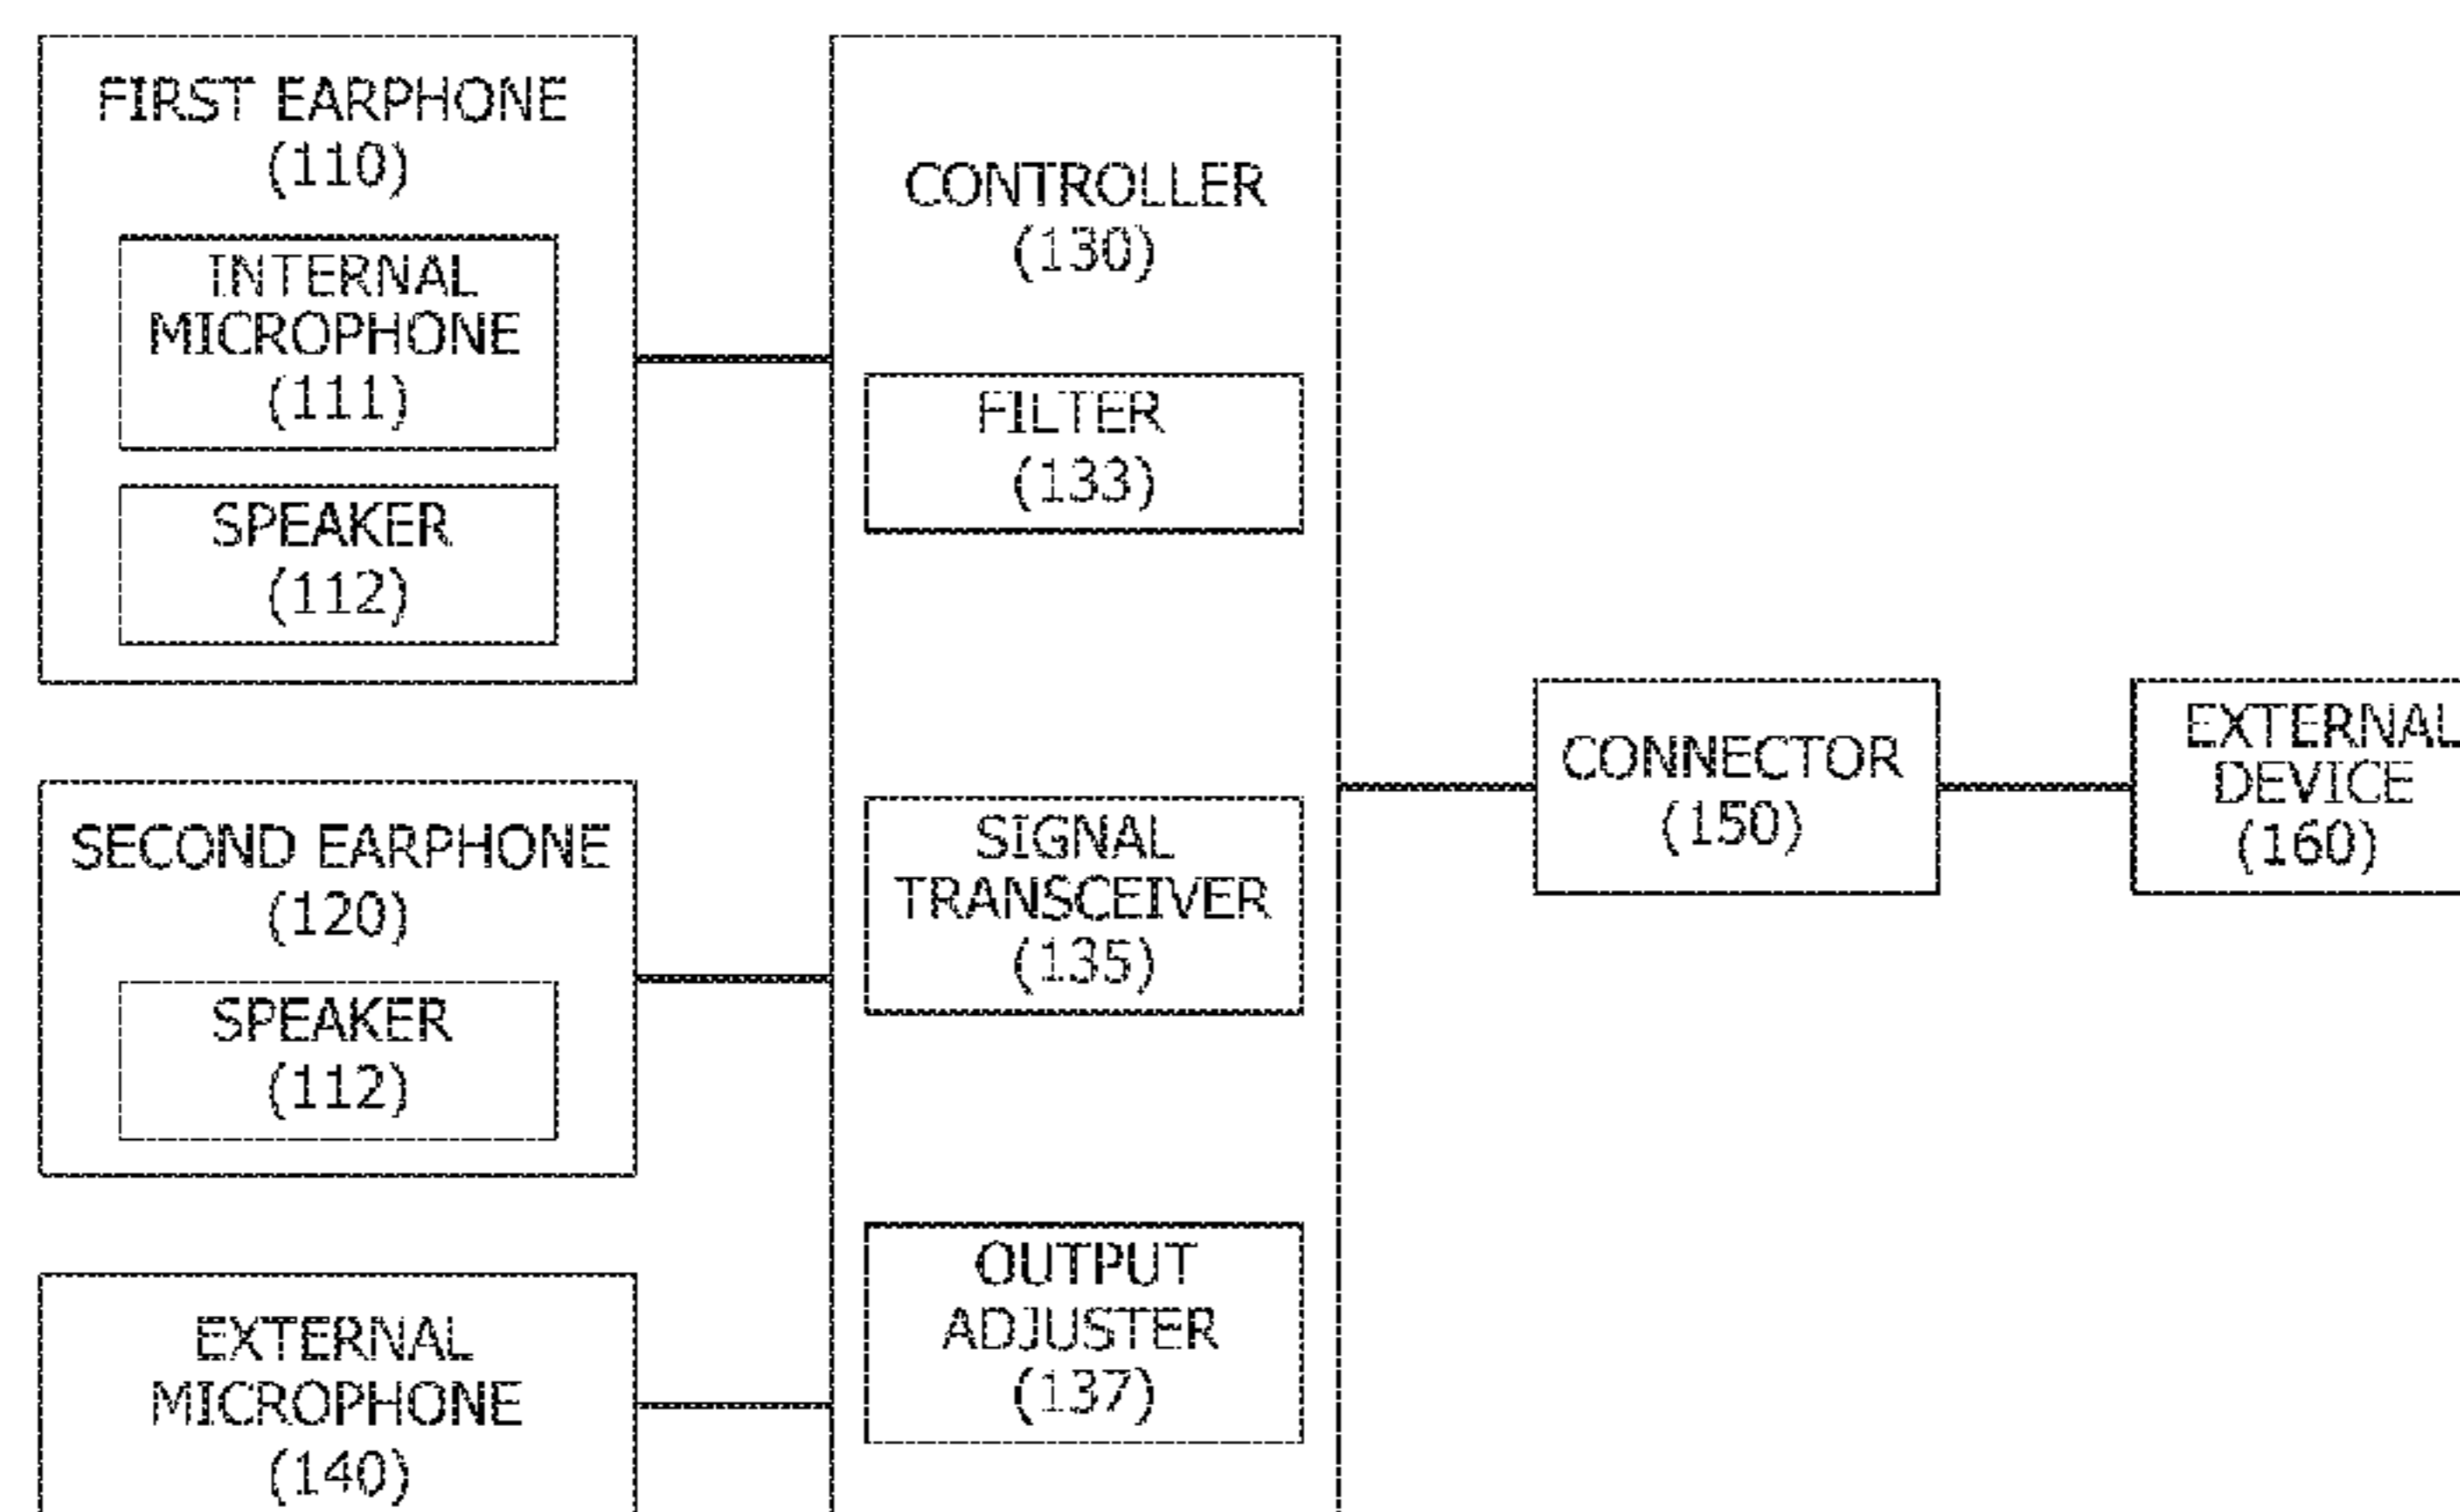 FIRST EARPHONE
(110)
INTERNAL
MICROPHONE
(111)
SPEAKER
(112)
SECOND EARPHONE
(120)
SPEAKER
(112)
EXTERNAL
MICROPHONE
(140)
CONTROLLER
(130)
FILTER
(133)
SIGNAL
TRANSCEIVER
(135)
OUTPUT
ADJUSTER
(137)
CONNECTOR
(150)
EXTERNAL
DEVICE
(160)